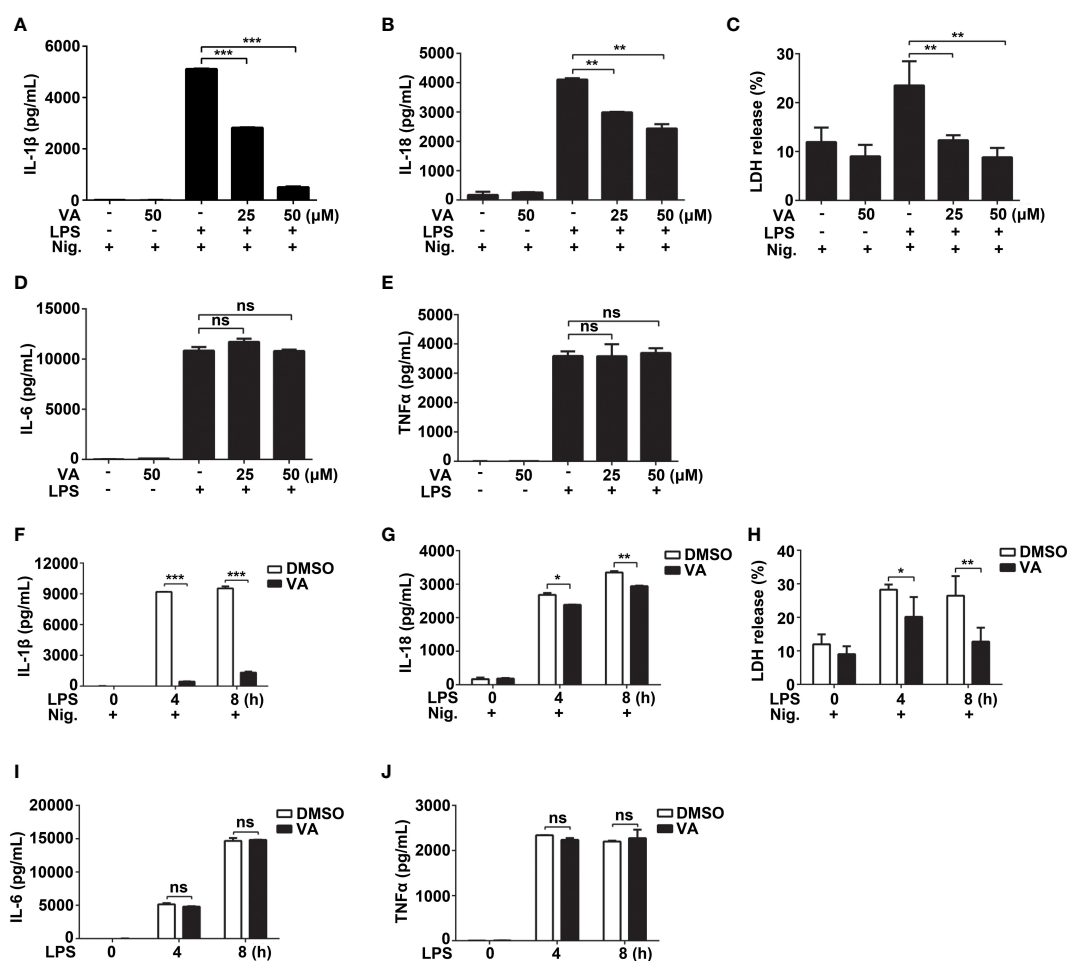 A
IL-1β (pg/mL)
6000
4000
2000
0
***
***
VA - 50 - 25 50 (μM)
LPS - - + + +
Nig. + + + + +
B
IL-18 (pg/mL)
5000
4000
3000
2000
1000
0
**
**
VA - 50 - 25 50 (μM)
LPS - - + + +
Nig. + + + + +
C
LDH release (%)
30
20
10
0
**
**
VA - 50 - 25 50 (μM)
LPS - - + + +
Nig. + + + + +
D
IL-6 (pg/mL)
15000
10000
5000
0
ns
ns
VA - 50 - 25 50 (μM)
LPS - - + + +
E
TNFα (pg/mL)
5000
4000
3000
2000
1000
0
ns
ns
VA - 50 - 25 50 (μM)
LPS - - + + +
F
IL-1β (pg/mL)
12000
9000
6000
3000
0
*** ***
DMSO
VA
LPS 0 4 8 (h)
Nig. + + +
G
IL-18 (pg/mL)
4000
3000
2000
1000
0
* **
DMSO
VA
LPS 0 4 8 (h)
Nig. + + +
H
LDH release (%)
40
30
20
10
0
* **
DMSO
VA
LPS 0 4 8 (h)
Nig. + + +
I
IL-6 (pg/mL)
20000
15000
10000
5000
0
ns
ns
DMSO
VA
LPS 0 4 8 (h)
J
TNFα (pg/mL)
3000
2000
1000
0
ns ns
DMSO
VA
LPS 0 4 8 (h)